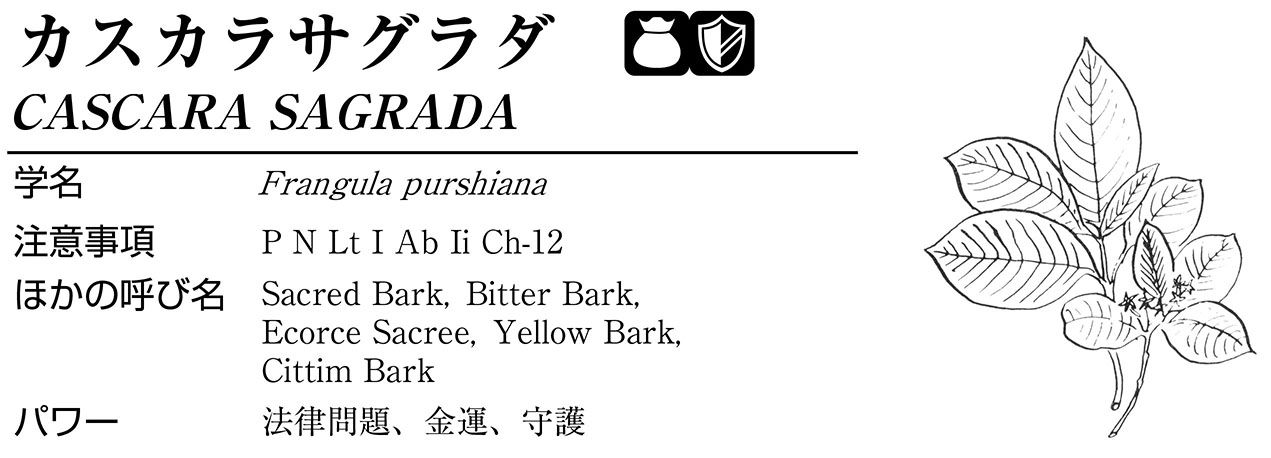 カスカラサグラダ
CASCARA SAGRADA
学名 Frangula purshiana
注意事項 P N Lt I Ab Ii Ch-12
ほかの呼び名 Sacred Bark, Bitter Bark,
Ecorce Sacree, Yellow Bark,
Cittim Bark
パワー 法律問題、金運、守護